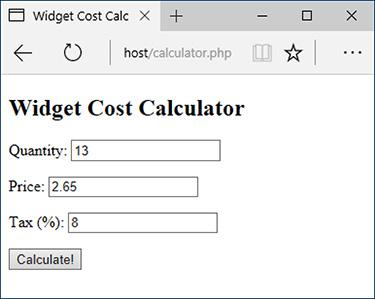 Widget Cost Calc
host/calculator.php
Widget Cost Calculator
Quantity: 13
Price: 2.65
Tax (%): 8
Calculate!